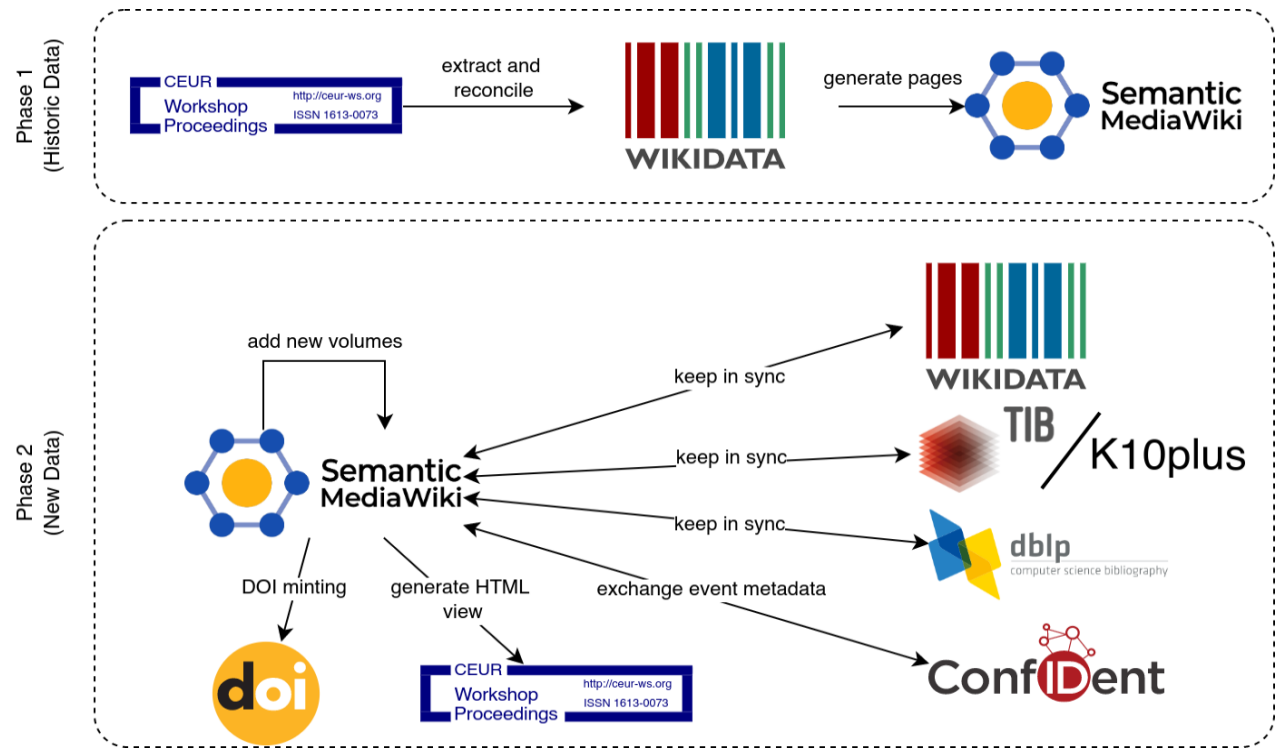 Phase 1
(Historic Data)
CEUR
Workshop
Proceedings
http://ceur-ws.org
ISSN 1613-0073
extract and
reconcile
WIKIDATA
generate pages
Semantic
MediaWiki
Phase 2
(New Data)
add new volumes
Semantic
MediaWiki
keep in sync
WIKIDATA
keep in sync
TIB
/K10plus
keep in sync
dblp
computer science bibliography
exchange event metadata
ConfIDent
DOI minting
doi
generate HTML
view
CEUR
Workshop
Proceedings
http://ceur-ws.org
ISSN 1613-0073